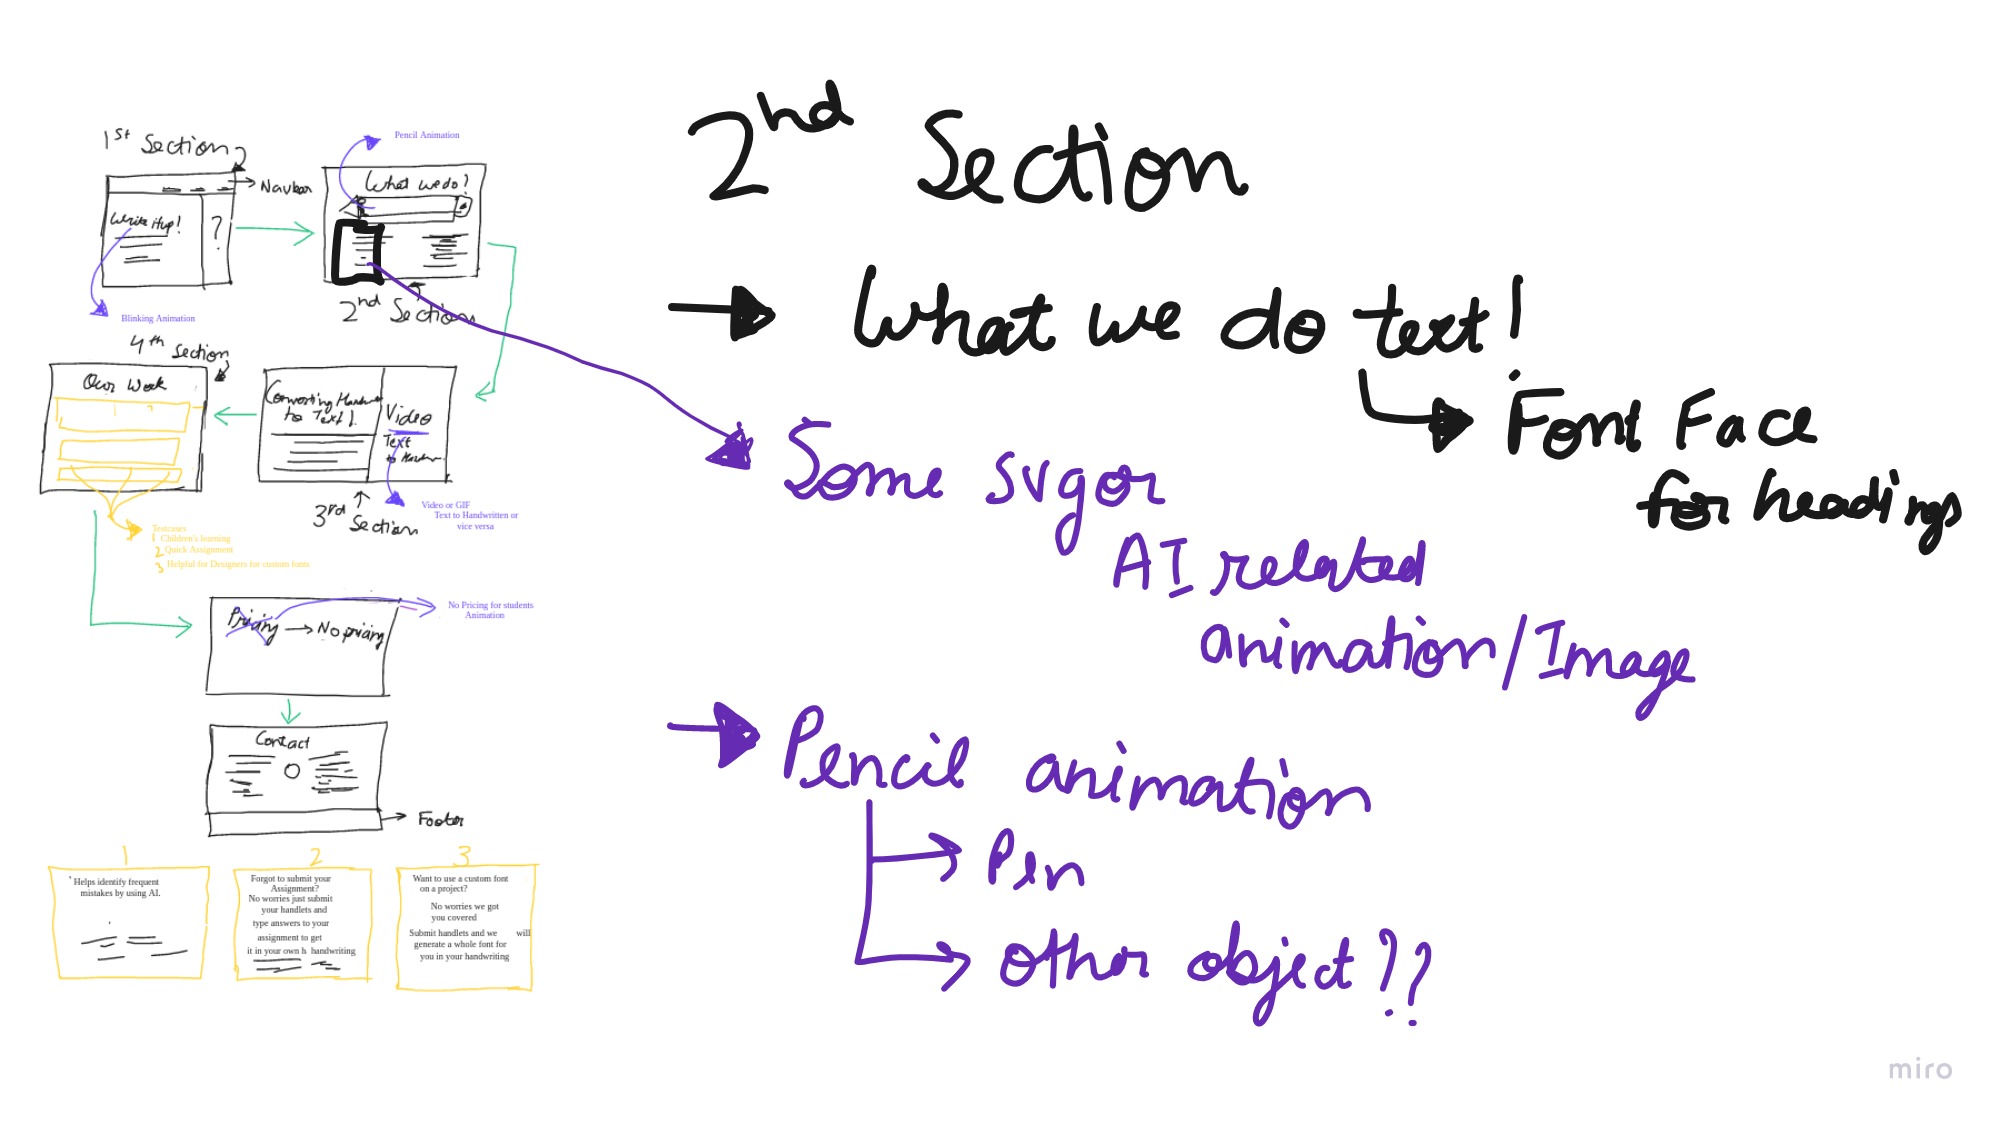 1st Section
Navbar
Write itup!
?
Pencil Animation
What we do?
2nd Section
Blinking Animation
4th Section
Our Work
Converting
to Text!
Video
Text
to
3rd Section
Video or GIF
Text to Handwritten or
vice versa
Testcases
1 Children's learning
2 Quick Assignment
3 Helpful for Designers for custom fonts
Pricing → No pricing
No Pricing for students
Animation
Contact
Footer
1
Helps identify frequent
mistakes by using AI.
2
Forgot to submit your
Assignment?
No worries just submit
your handlets and
type answers to your
assignment to get
it in your own h handwriting
3
Want to use a custom font
on a project?
No worries we got
you covered
Submit handlets and we will
generate a whole font for
you in your handwriting
2nd Section
What we do text!
Font Face
for headings
Some svg or
AI related
animation/Image
Pencil animation
Pen
other object??
miro